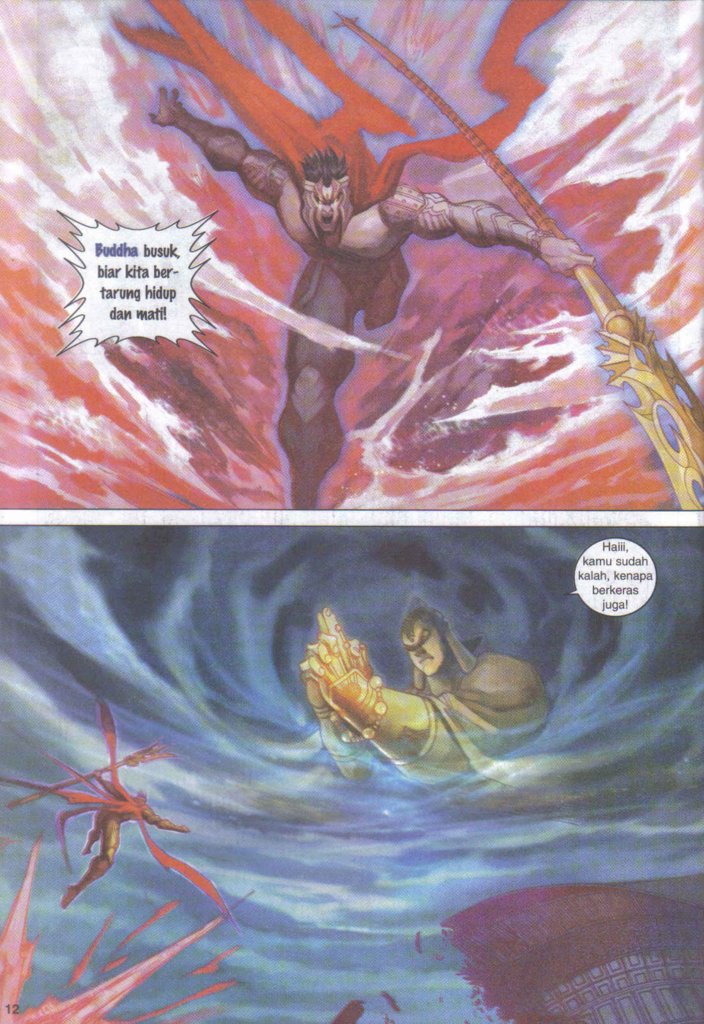 Buddha busuk,
biar kita ber-
tarung hidup
dan mati!
Haiii,
kamu sudah
kalah, kenapa
berkeras
juga!
12